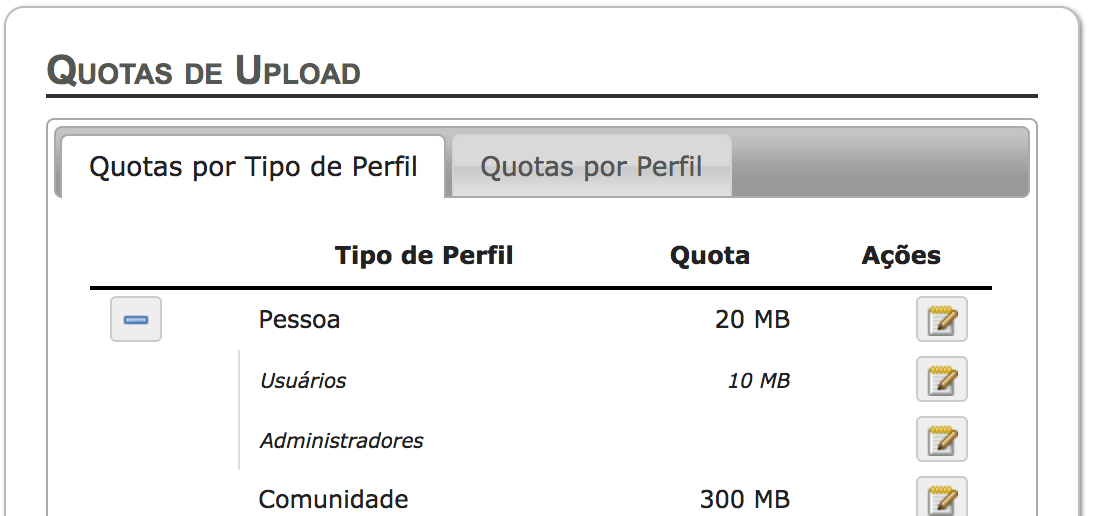 Quotas de Upload
Quotas por Tipo de Perfil Quotas por Perfil
Tipo de Perfil Quota Ações
Pessoa 20 MB
Usuários 10 MB
Administradores
Comunidade 300 MB